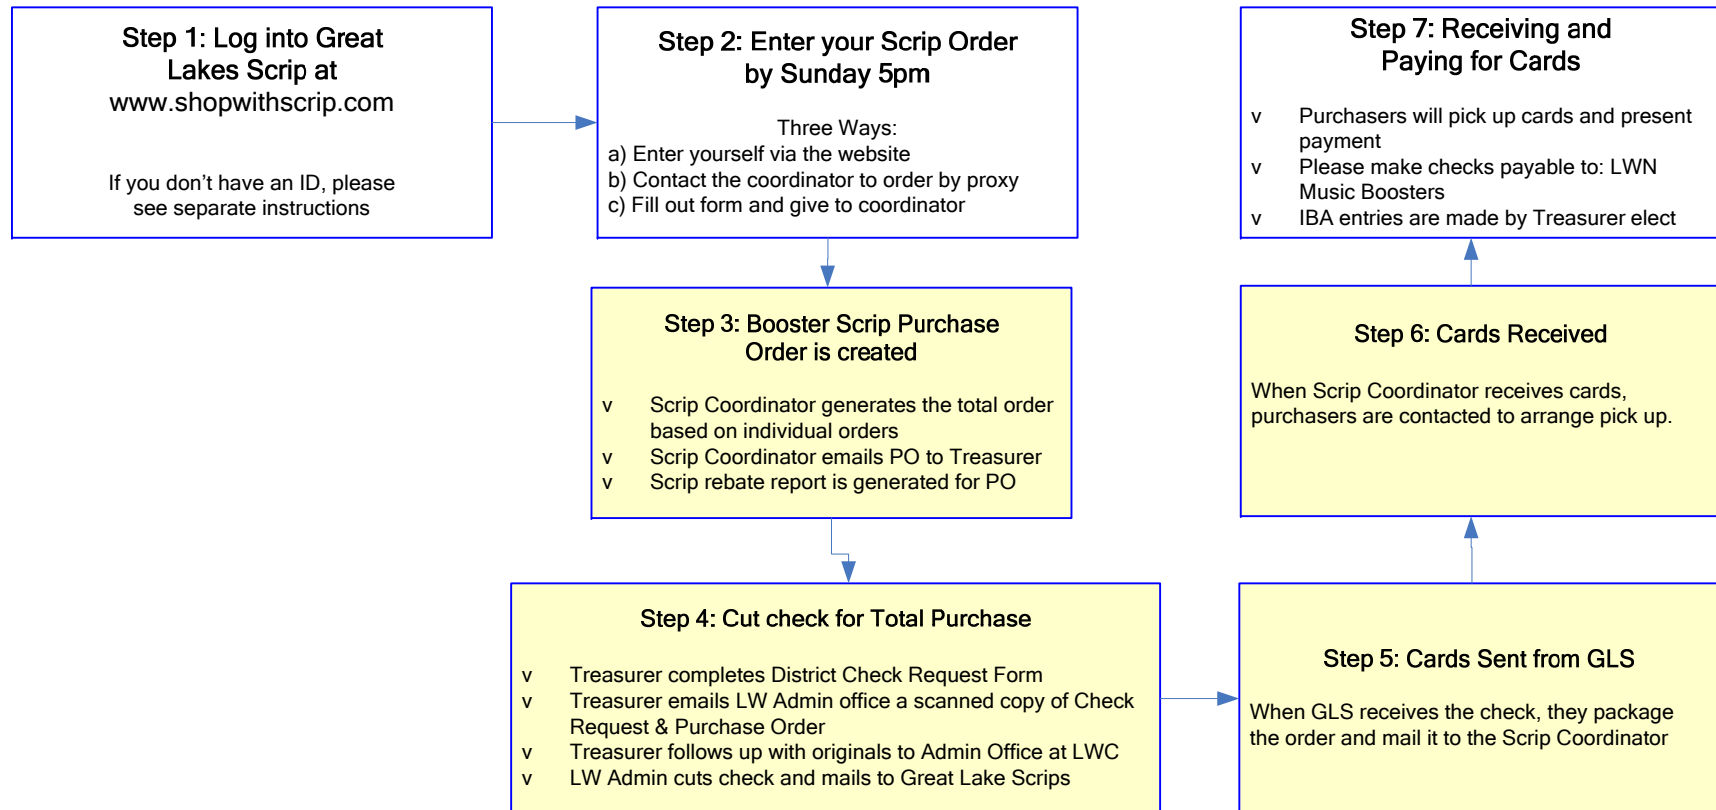 Step 1: Log into Great
Lakes Scrip at
www.shopwithscrip.com
If you don't have an ID, please
see separate instructions
Step 2: Enter your Scrip Order
by Sunday 5pm
Three Ways:
a) Enter yourself via the website
b) Contact the coordinator to order by proxy
c) Fill out form and give to coordinator
Step 3: Booster Scrip Purchase
Order is created
v Scrip Coordinator generates the total order
based on individual orders
v Scrip Coordinator emails PO to Treasurer
v Scrip rebate report is generated for PO
Step 4: Cut check for Total Purchase
v Treasurer completes District Check Request Form
v Treasurer emails LW Admin office a scanned copy of Check
Request & Purchase Order
v Treasurer follows up with originals to Admin Office at LWC
v LW Admin cuts check and mails to Great Lake Scrips
Step 5: Cards Sent from GLS
When GLS receives the check, they package
the order and mail it to the Scrip Coordinator
Step 6: Cards Received
When Scrip Coordinator receives cards,
purchasers are contacted to arrange pick up.
Step 7: Receiving and
Paying for Cards
v Purchasers will pick up cards and present
payment
v Please make checks payable to: LWN
Music Boosters
v IBA entries are made by Treasurer elect